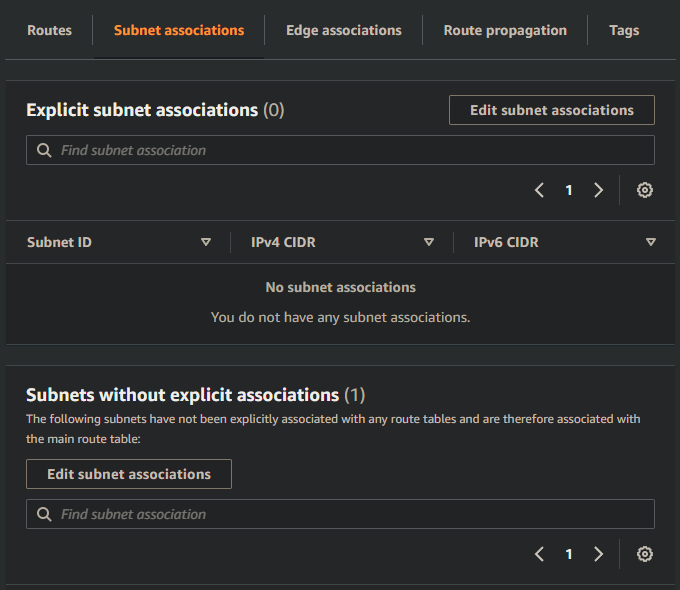 Routes Subnet associations Edge associations Route propagation Tags
Explicit subnet associations (0) Edit subnet associations
Find subnet association
1
Subnet ID IPv4 CIDR IPv6 CIDR
No subnet associations
You do not have any subnet associations.
Subnets without explicit associations (1)
The following subnets have not been explicitly associated with any route tables and are therefore associated with
the main route table:
Edit subnet associations
Find subnet association
1